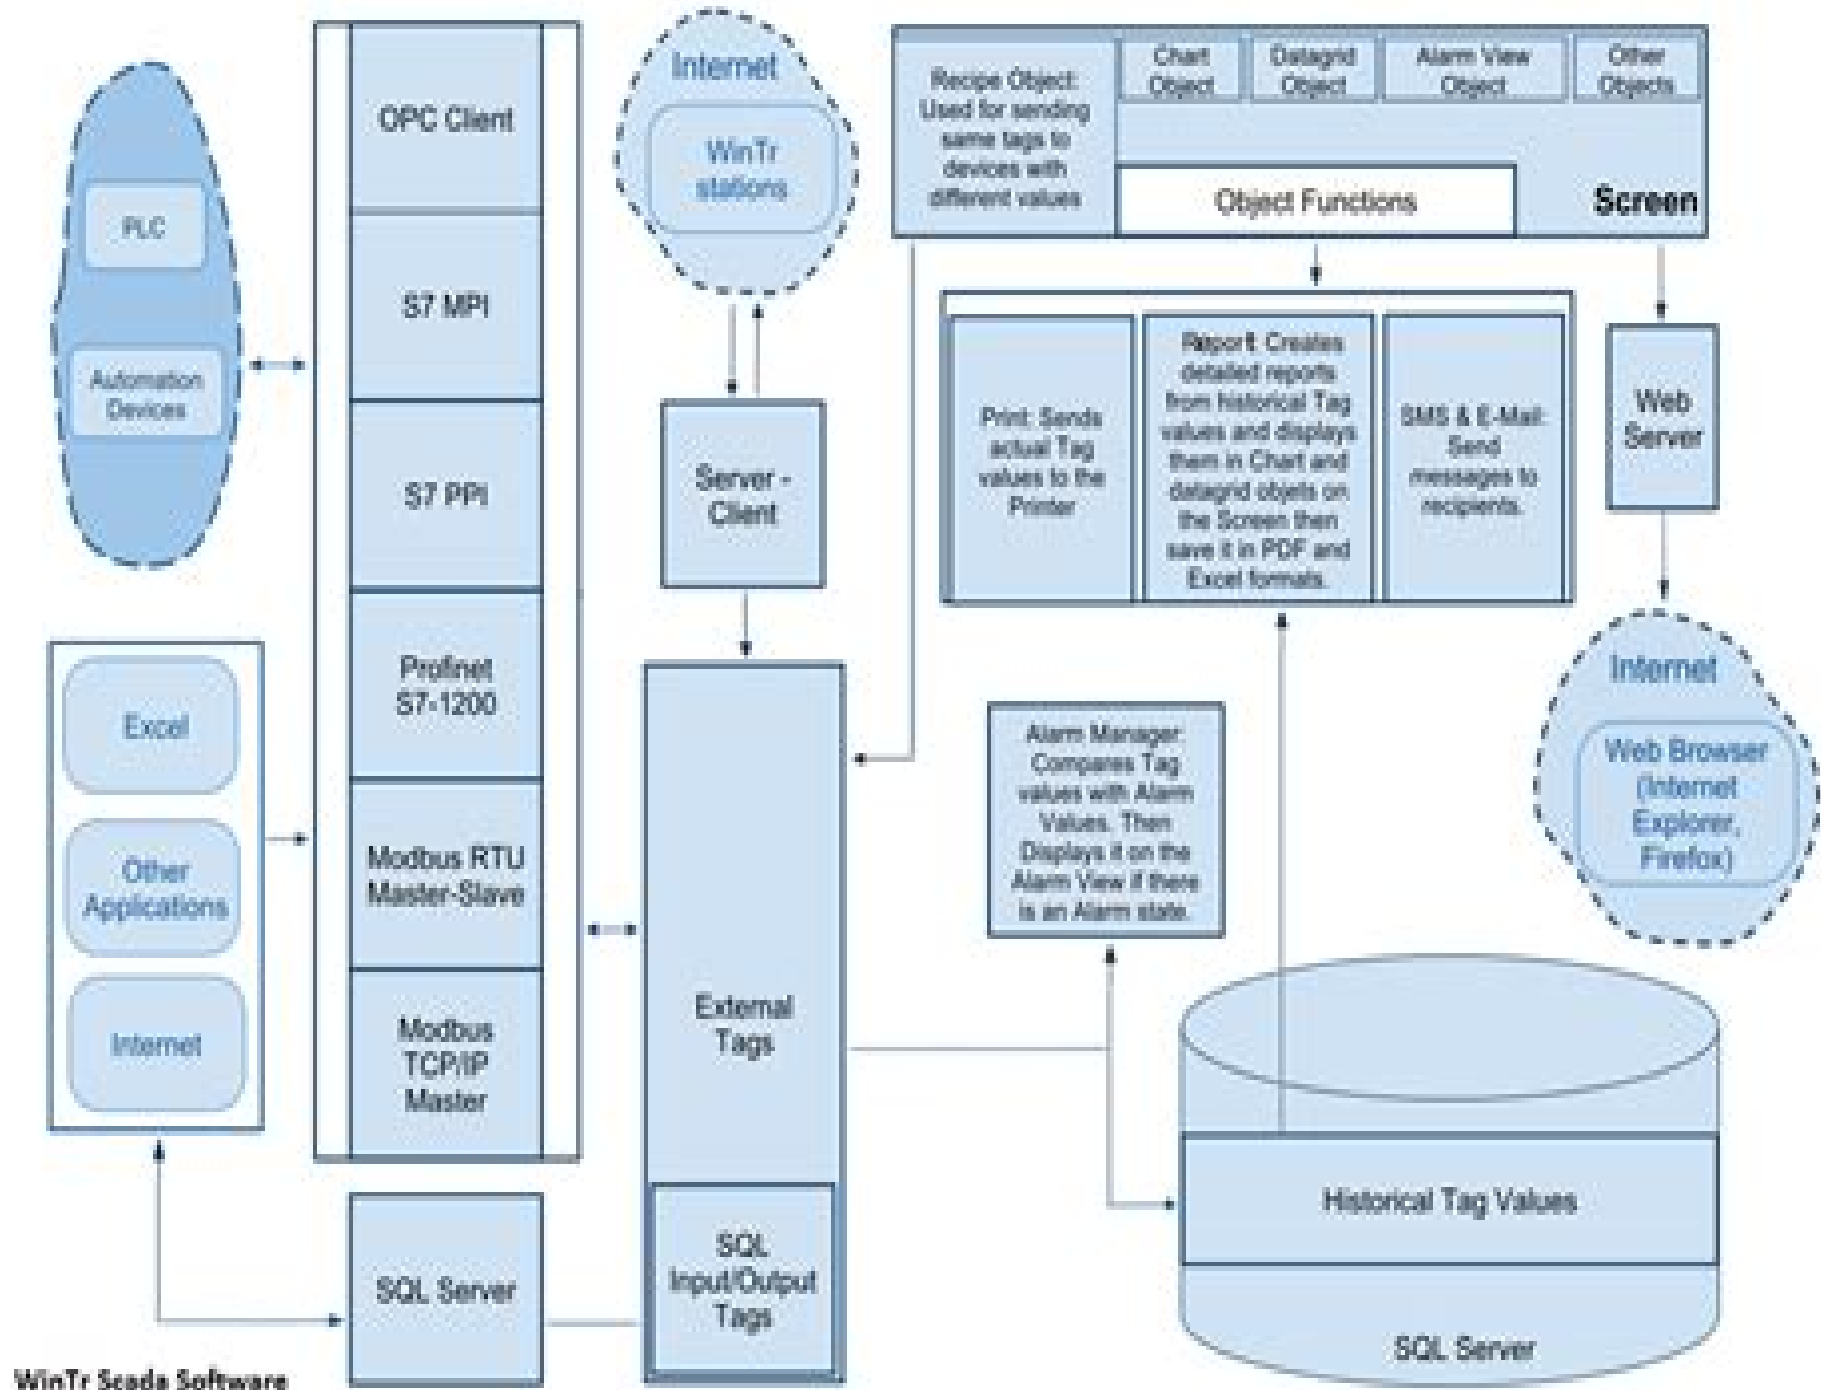 PLC
Automation
Devices
Excel
Other
Applications
Internet
OPC Client
S7 MPI
S7 PPI
Profinet
S7-1200
Modbus RTU
Master-Slave
Modbus
TCP/IP
Master
SQL Server
Internet
WinTr
stations
Server -
Client
External
Tags
SQL
Input/Output
Tags
Recipe Object:
Used for sending
same tags to
devices with
different values
Chart
Object
Datagrid
Object
Alarm View
Object
Other
Objects
Object Functions
Screen
Print: Sends
actual Tag
values to the
Printer
Report: Creates
detailed reports
from historical Tag
values and displays
them in Chart and
datagrid objets on
the Screen then
save it in PDF and
Excel formats.
SMS & E-Mail:
Send
messages to
recipients.
Web
Server
Internet
Web Browser
(Internet
Explorer,
Firefox)
Alarm Manager:
Compares Tag
values with Alarm
Values. Then
Displays it on the
Alarm View if there
is an Alarm state.
Historical Tag Values
SQL Server
WinTr Scada Software